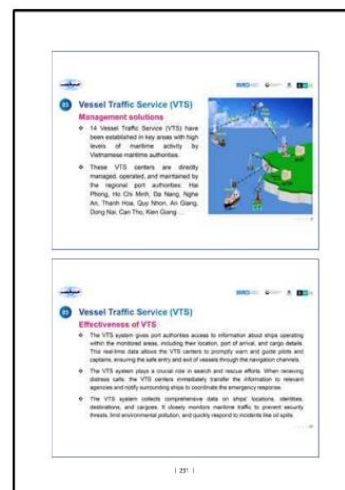 03 Vessel Traffic Service (VTS)
Management solutions
14 Vessel Traffic Service (VTS) have
been established in key areas with high
levels of maritime activity by
Vietnamese maritime authorities.
These VTS centers are directly
managed, operated, and maintained by
the regional port authorities: Hai
Phong, Ho Chi Minh, Da Nang, Nghe
An, Thanh Hoa, Quy Nhon, An Giang,
Dong Nai, Can Tho, Kien Giang ...
03 Vessel Traffic Service (VTS)
Effectiveness of VTS
The VTS system gives port authorities access to information about ships operating
within the monitored areas, including their location, port of arrival, and cargo details.
This real-time data allows the VTS centers to promptly warn and guide pilots and
captains, ensuring the safe entry and exit of vessels through the navigation channels.
The VTS system plays a crucial role in search and rescue efforts. When receiving
distress calls, the VTS centers immediately transfer the information to relevant
agencies and notify surrounding ships to coordinate the emergency response.
The VTS system collects comprehensive data on ships' locations, identities,
destinations, and cargoes. It closely monitors maritime traffic to prevent security
threats, limit environmental pollution, and quickly respond to incidents like oil spills.
| 231 |